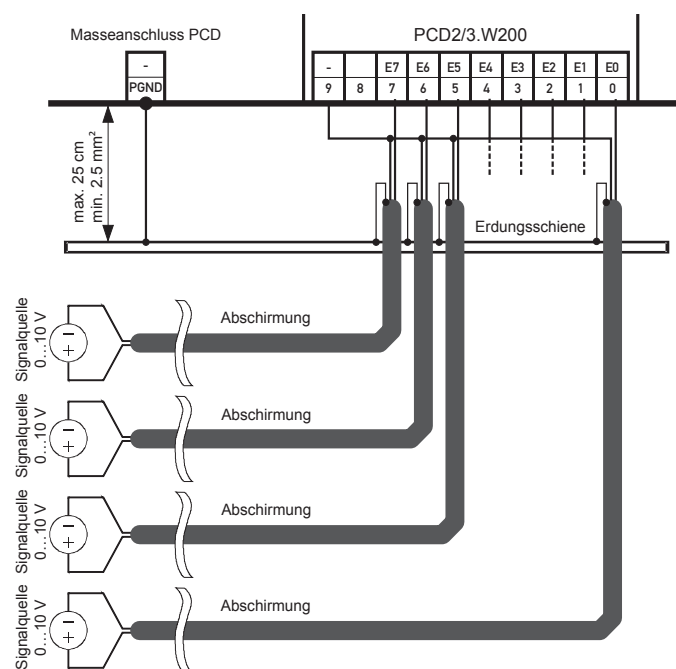 Masseanschluss PCD
PCD2/3.W200
-
PGND
- E7 E6 E5 E4 E3 E2 E1 E0
9 8 7 6 5 4 3 2 1 0
max. 25 cm
min. 2.5 mm²
Erdungsschiene
Signalquelle
0...10 V
Abschirmung
Signalquelle
0...10 V
Abschirmung
Signalquelle
0...10 V
Abschirmung
Signalquelle
0...10 V
Abschirmung